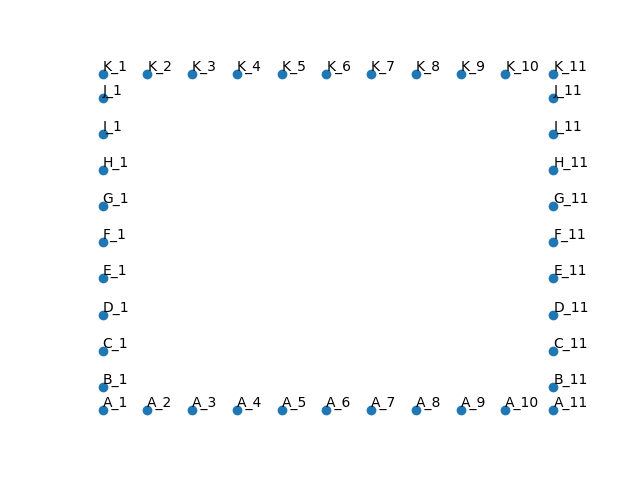 K_1 K_2 K_3 K_4 K_5 K_6 K_7 K_8 K_9 K_10 K_11
J_1 J_11
I_1 I_11
H_1 H_11
G_1 G_11
F_1 F_11
E_1 E_11
D_1 D_11
C_1 C_11
B_1 B_11
A_1 A_2 A_3 A_4 A_5 A_6 A_7 A_8 A_9 A_10 A_11